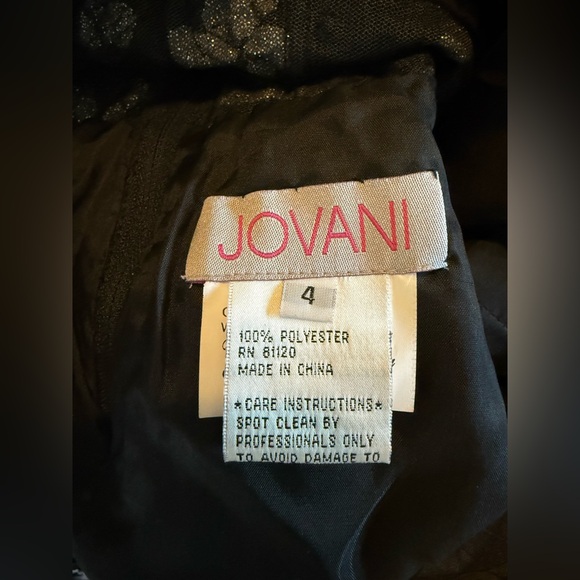 JOVANI
4
100% POLYESTER
RN 81120
MADE IN CHINA
*CARE INSTRUCTIONS*
SPOT CLEAN BY
PROFESSIONALS ONLY
TO AVOID DAMAGE TO